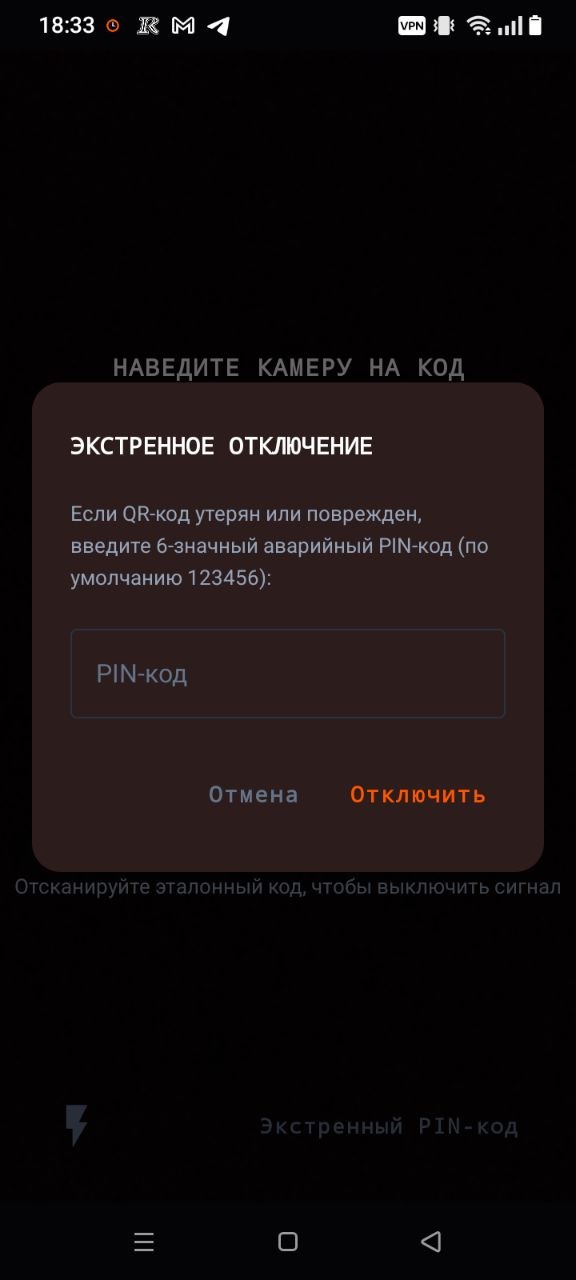 18:33
VPN
НАВЕДИТЕ КАМЕРУ НА КОД
ЭКСТРЕННОЕ ОТКЛЮЧЕНИЕ
Если QR-код утерян или поврежден,
введите 6-значный аварийный PIN-код (по
умолчанию 123456):
PIN-код
Отмена
Отключить
Отсканируйте эталонный код, чтобы выключить сигнал
Экстренный PIN-код